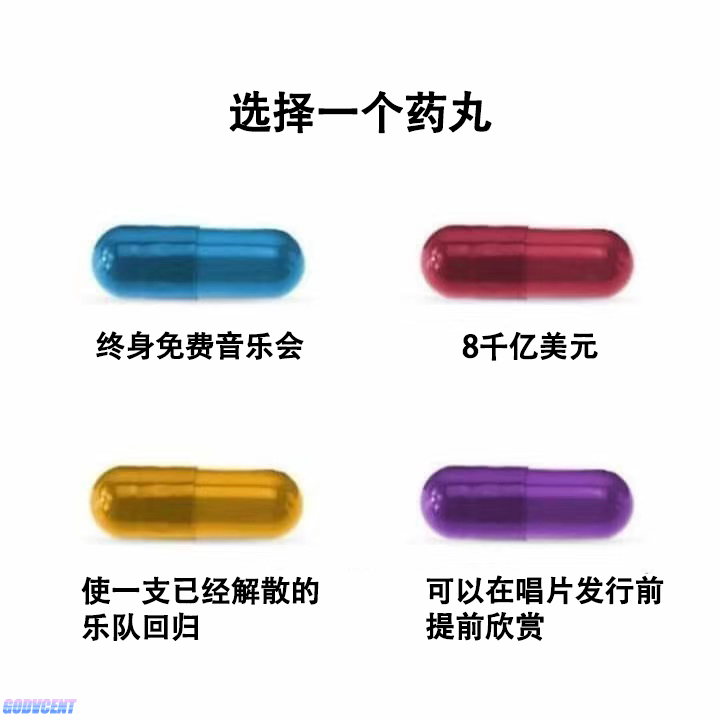 选择一个药丸
终身免费音乐会
8千亿美元
使一支已经解散的
乐队回归
可以在唱片发行前
提前欣赏
GODVCENT